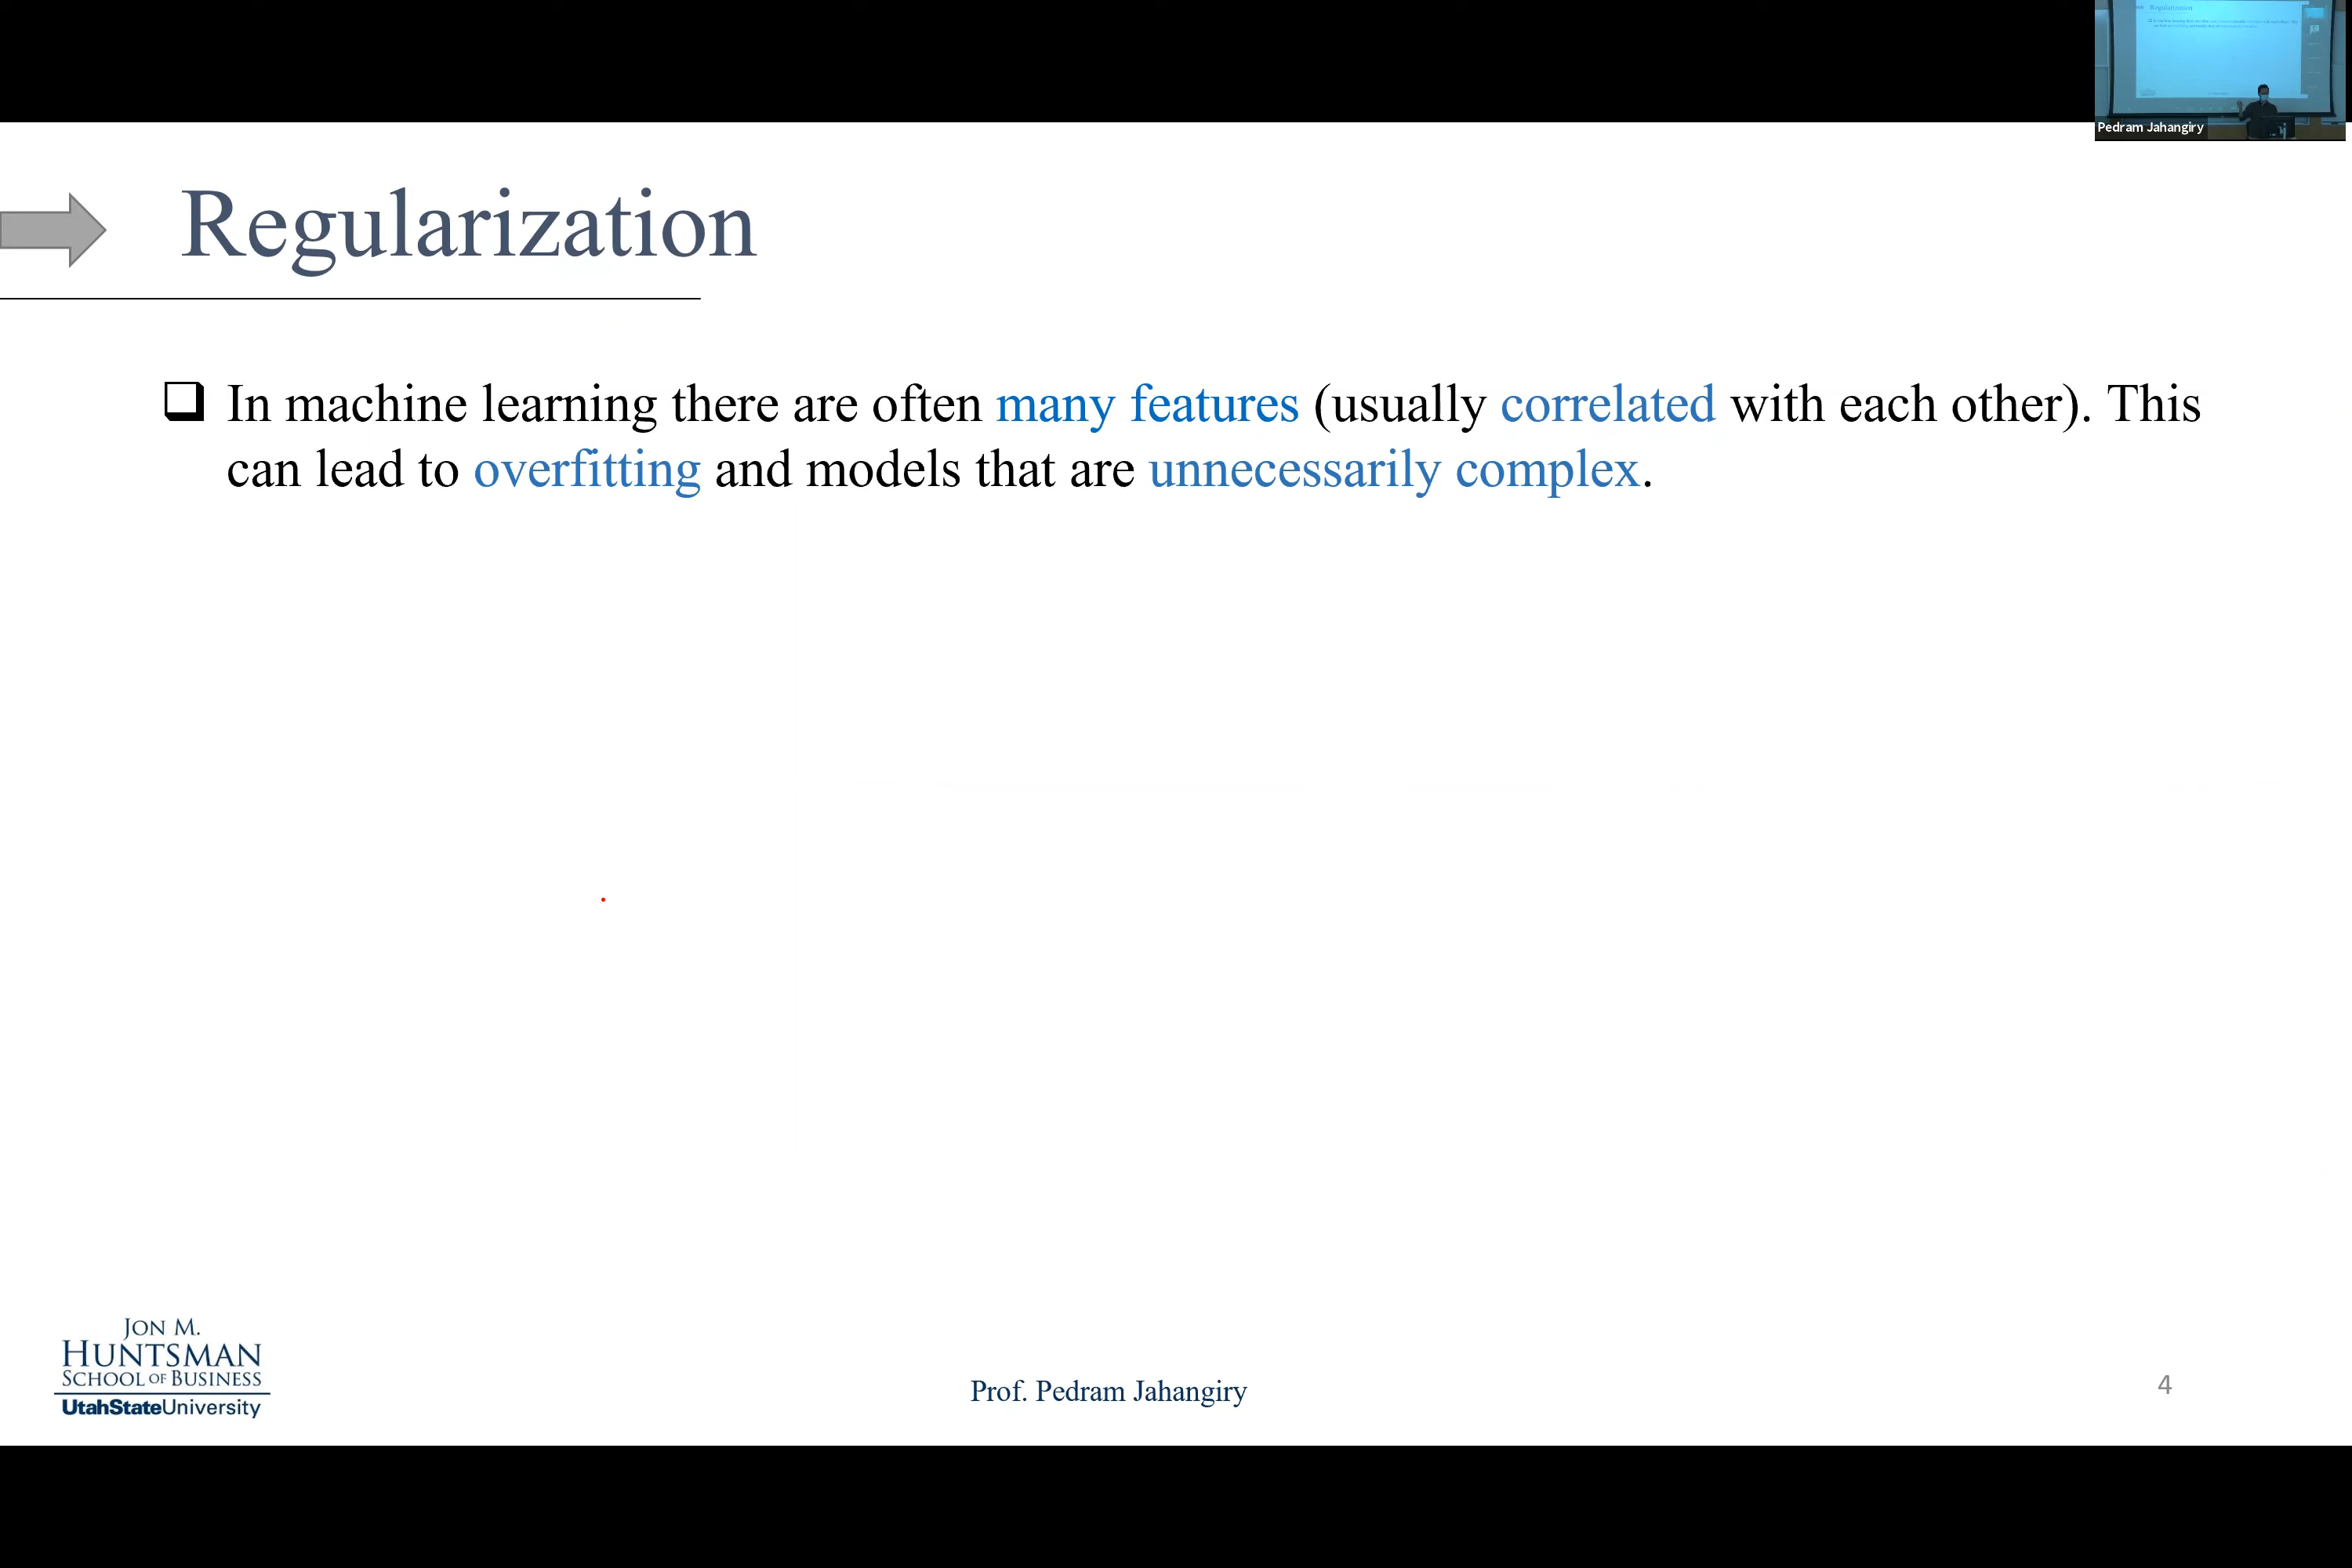 Regularization
Pedram Jahangiry
Regularization
❑ In machine learning there are often many features (usually correlated with each other). This
can lead to overfitting and models that are unnecessarily complex.
JON M.
HUNTSMAN
SCHOOL OF BUSINESS
UtahStateUniversity
Prof. Pedram Jahangiry
4